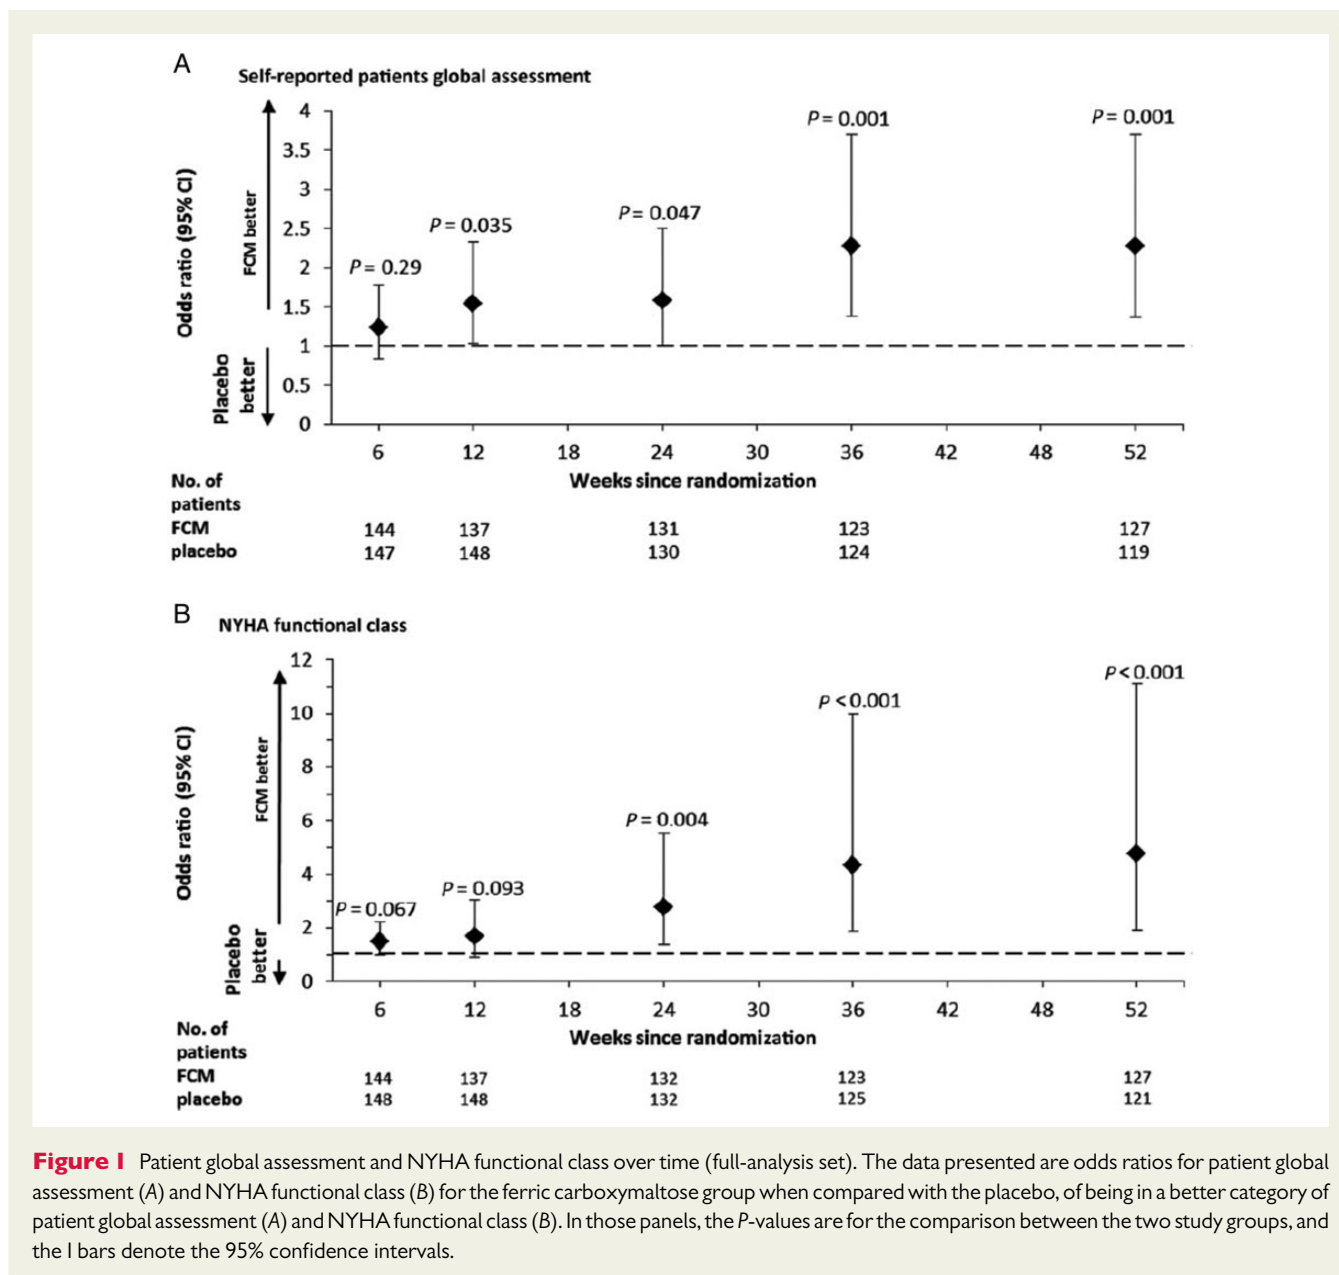 A
Self-reported patients global assessment
Odds ratio (95% CI)
FCM better
Placebo
better
4
3.5
3
2.5
2
1.5
1
0.5
0
P = 0.29
P = 0.035
P = 0.047
P = 0.001
P = 0.001
6 12 18 24 30 36 42 48 52
Weeks since randomization
No. of
patients
FCM 144 137 131 123 127
placebo 147 148 130 124 119
B
NYHA functional class
Odds ratio (95% CI)
FCM better
Placebo
better
12
10
8
6
4
2
0
P = 0.067
P = 0.093
P = 0.004
P < 0.001
P < 0.001
6 12 18 24 30 36 42 48 52
Weeks since randomization
No. of
patients
FCM 144 137 132 123 127
placebo 148 148 132 125 121
Figure 1 Patient global assessment and NYHA functional class over time (full-analysis set). The data presented are odds ratios for patient global
assessment (A) and NYHA functional class (B) for the ferric carboxymaltose group when compared with the placebo, of being in a better category of
patient global assessment (A) and NYHA functional class (B). In those panels, the P-values are for the comparison between the two study groups, and
the I bars denote the 95% confidence intervals.